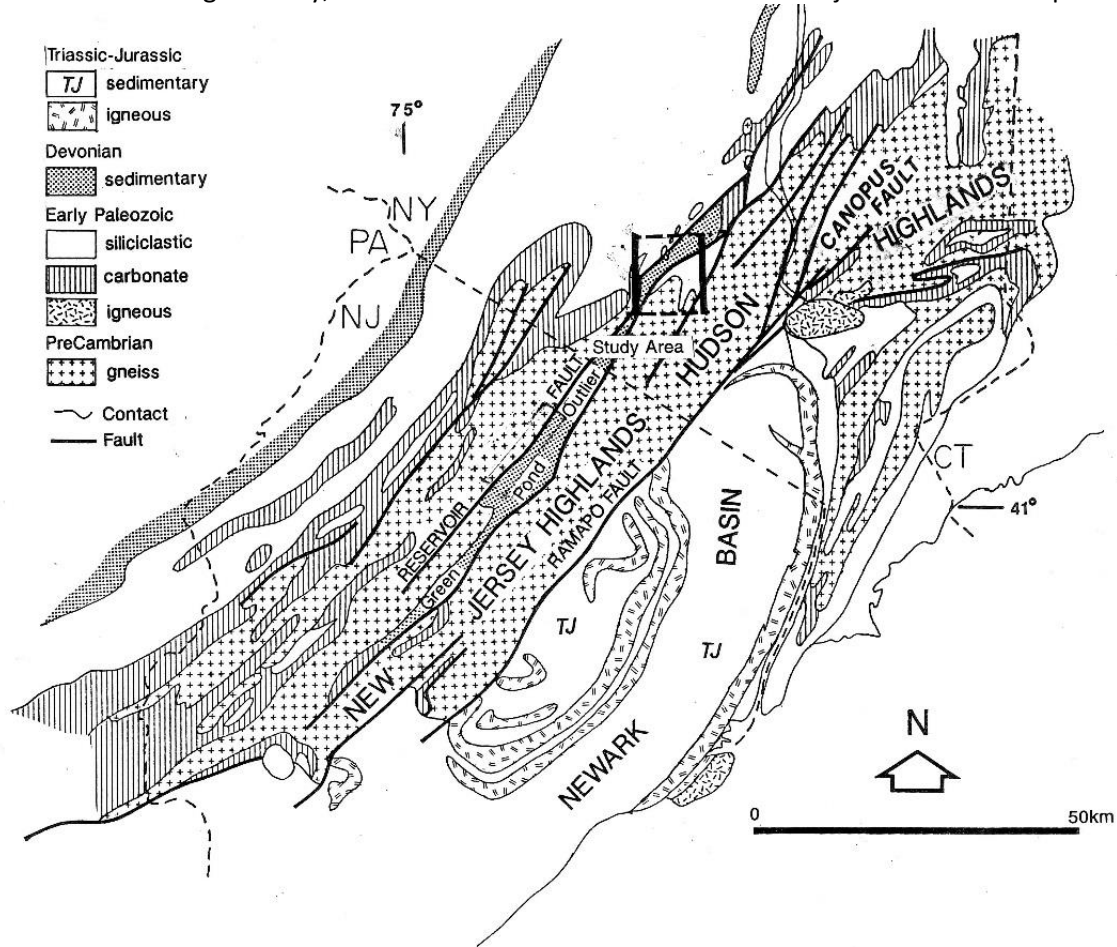 Triassic-Jurassic
TJ sedimentary
igneous
Devonian
sedimentary
Early Paleozoic
siliciclastic
carbonate
igneous
PreCambrian
gneiss
Contact
Fault
75°
NY
PA
NJ
CANOPUS
FAULT
HIGHLANDS
HUDSON
Study Area
RESERVOIR FAULT
Green Pond Outlier
NEW JERSEY HIGHLANDS
RAMAPO FAULT
NEWARK BASIN
TJ
TJ
CT
41°
N
0 50km